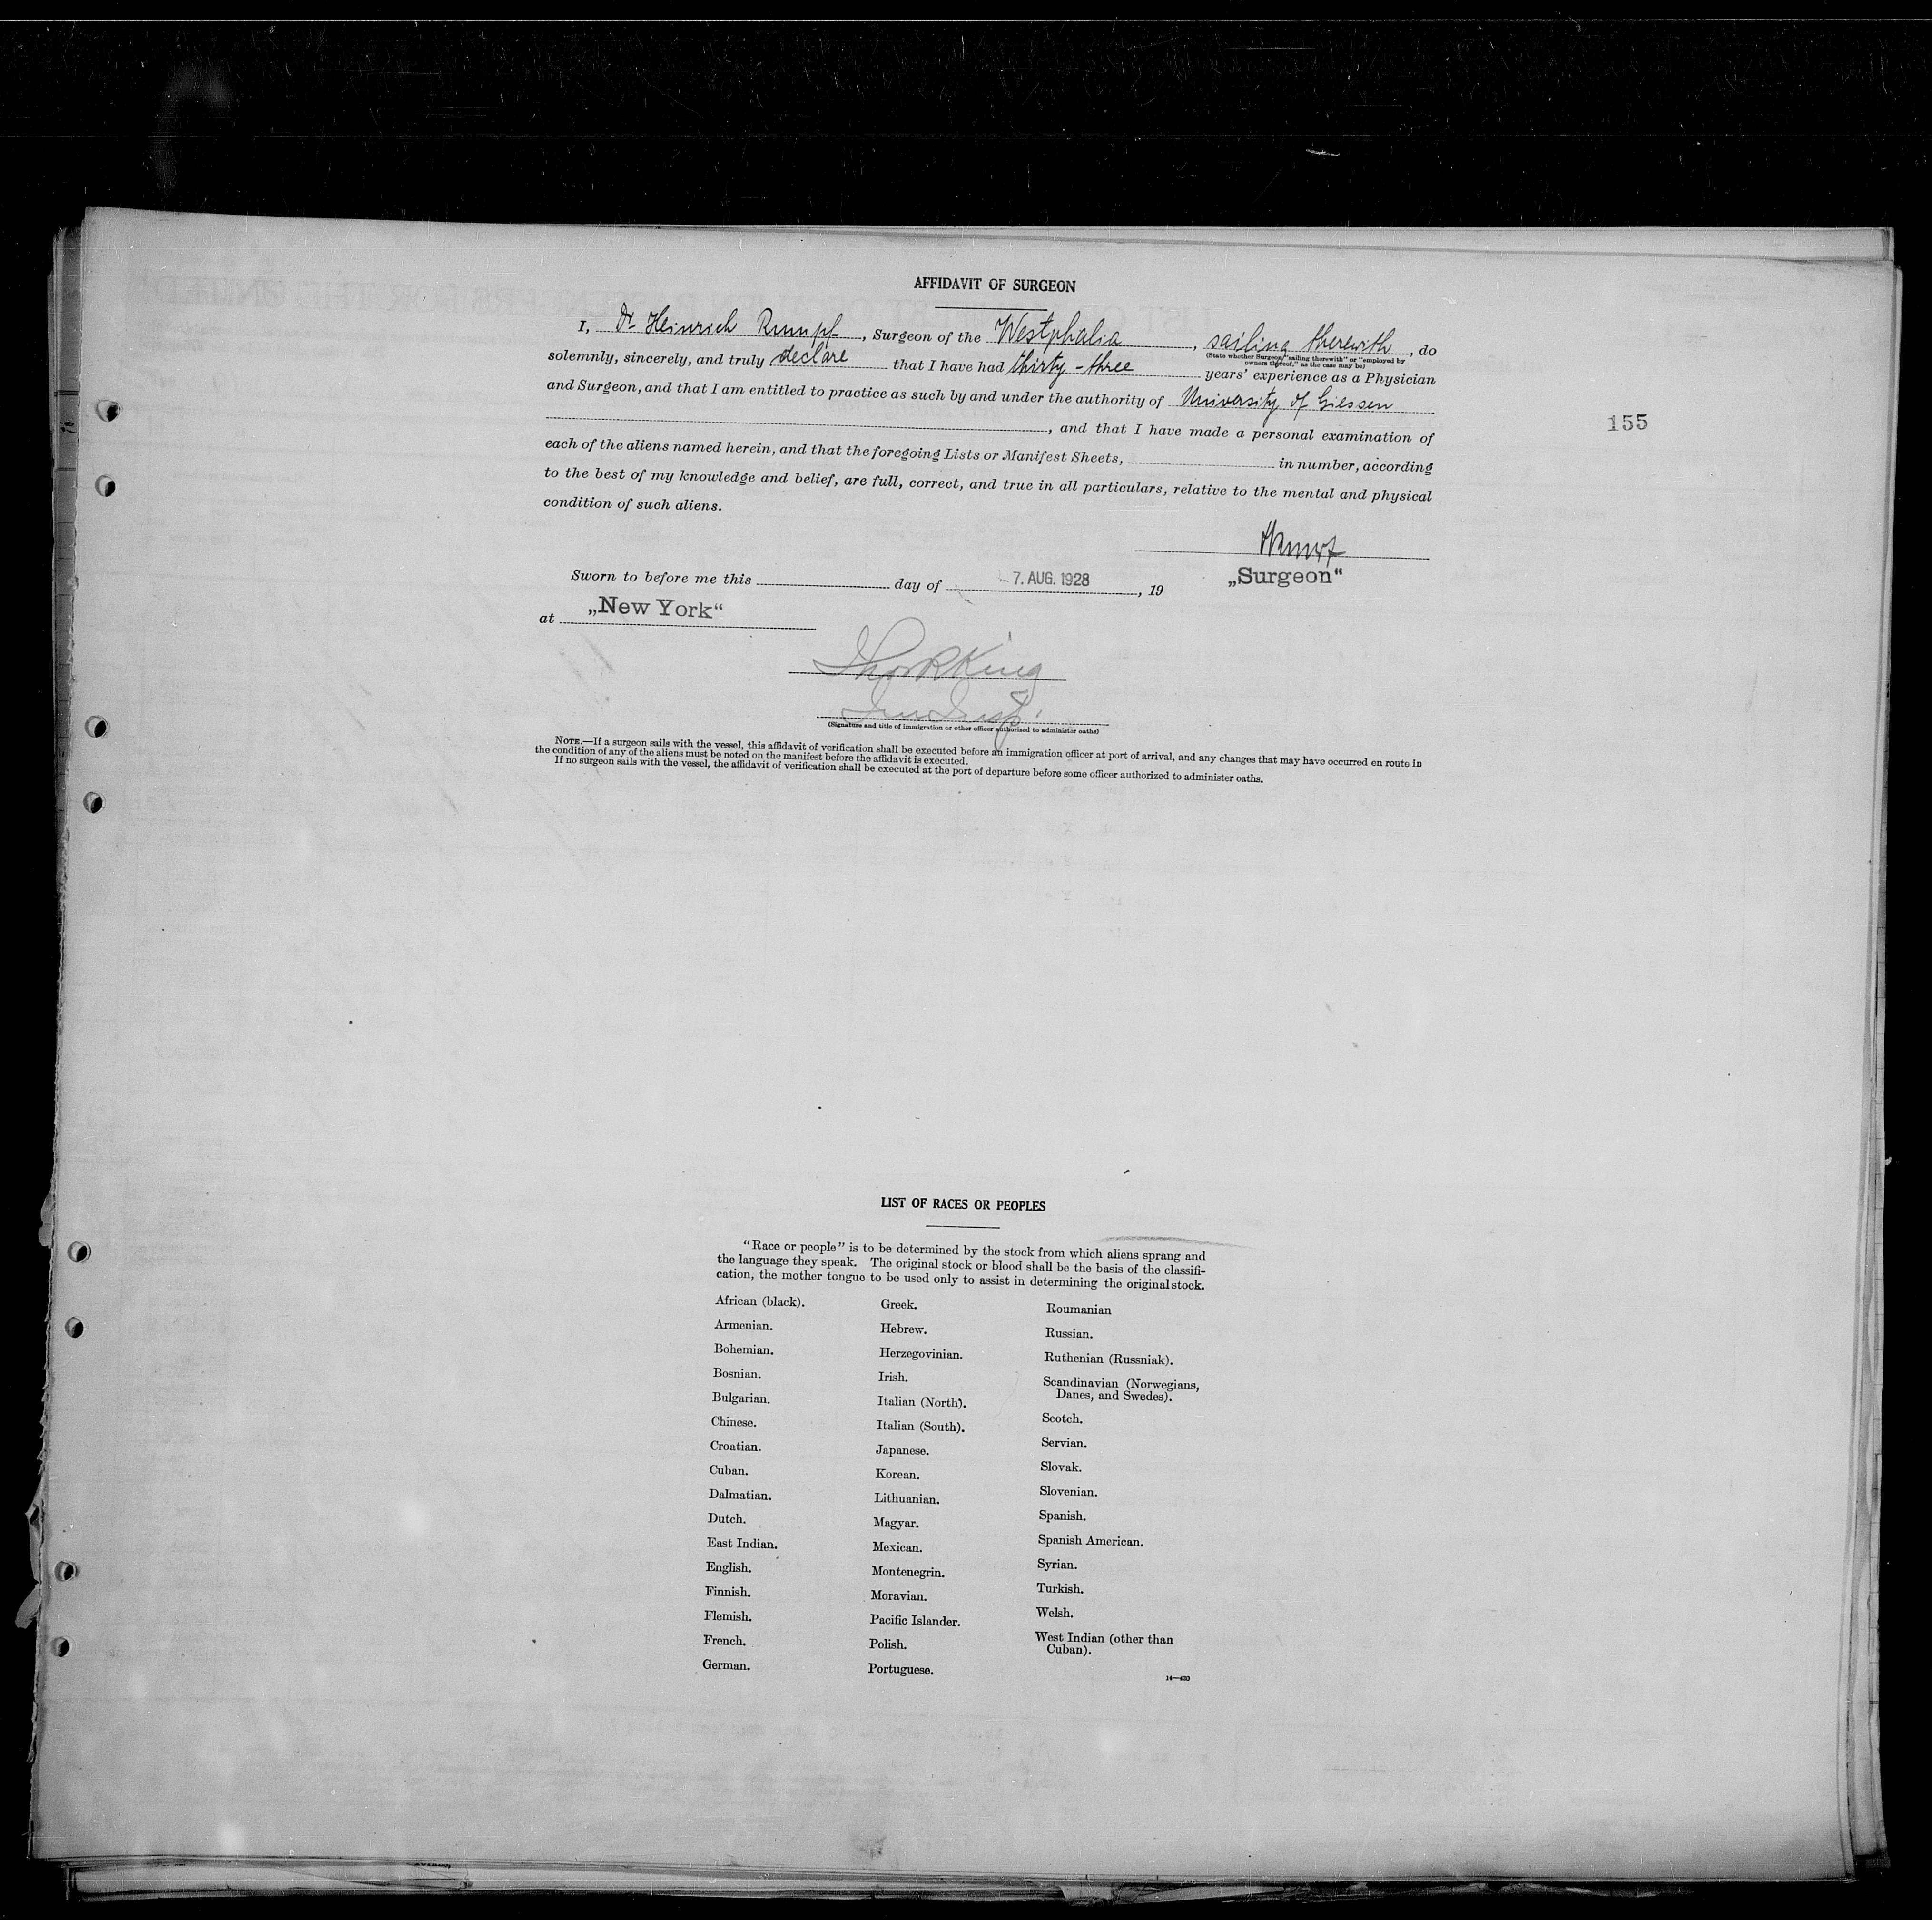 AFFIDAVIT OF SURGEON
I, Dr Heinrich Rumpf, Surgeon of the Westphalia, sailing therewith, do
(State whether Surgeon "sailing therewith" or "employed by
owners thereof," as the case may be)
solemnly, sincerely, and truly declare that I have had thirty-three years' experience as a Physician
and Surgeon, and that I am entitled to practice as such by and under the authority of University of Giessen
155
, and that I have made a personal examination of
each of the aliens named herein, and that the foregoing Lists or Manifest Sheets, in number, according
to the best of my knowledge and belief, are full, correct, and true in all particulars, relative to the mental and physical
condition of such aliens.
HRumpf
Sworn to before me this day of 7. AUG. 1928, 19
„Surgeon“
at „New York“
Thos R King
Imm Insp.
(Signature and title of immigration or other officer authorized to administer oaths)
NOTE.—If a surgeon sails with the vessel, this affidavit of verification shall be executed before an immigration officer at port of arrival, and any changes that may have occurred en route in
the condition of any of the aliens must be noted on the manifest before the affidavit is executed.
If no surgeon sails with the vessel, the affidavit of verification shall be executed at the port of departure before some officer authorized to administer oaths.
LIST OF RACES OR PEOPLES
"Race or people" is to be determined by the stock from which aliens sprang and
the language they speak. The original stock or blood shall be the basis of the classifi-
cation, the mother tongue to be used only to assist in determining the original stock.
African (black).
Armenian.
Bohemian.
Bosnian.
Bulgarian.
Chinese.
Croatian.
Cuban.
Dalmatian.
Dutch.
East Indian.
English.
Finnish.
Flemish.
French.
German.
Greek.
Hebrew.
Herzegovinian.
Irish.
Italian (North).
Italian (South).
Japanese.
Korean.
Lithuanian.
Magyar.
Mexican.
Montenegrin.
Moravian.
Pacific Islander.
Polish.
Portuguese.
Roumanian
Russian.
Ruthenian (Russniak).
Scandinavian (Norwegians,
Danes, and Swedes).
Scotch.
Servian.
Slovak.
Slovenian.
Spanish.
Spanish American.
Syrian.
Turkish.
Welsh.
West Indian (other than
Cuban).
14—430